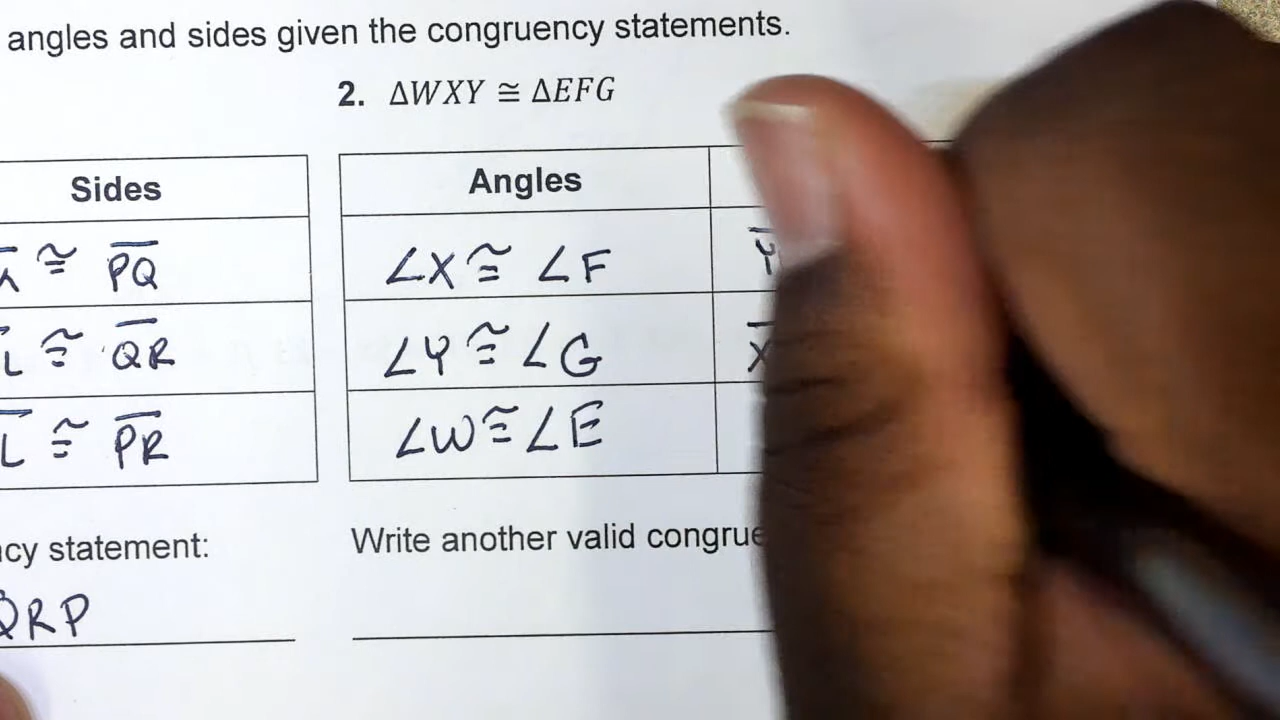 angles and sides given the congruency statements.
2. ΔWXY ≅ ΔEFG
Sides
≅ PQ
L ≅ QR
L ≅ PR
cy statement:
QRP
Angles
∠X ≅ ∠F
∠Y ≅ ∠G
∠W ≅ ∠E
Y
X
Write another valid congrue